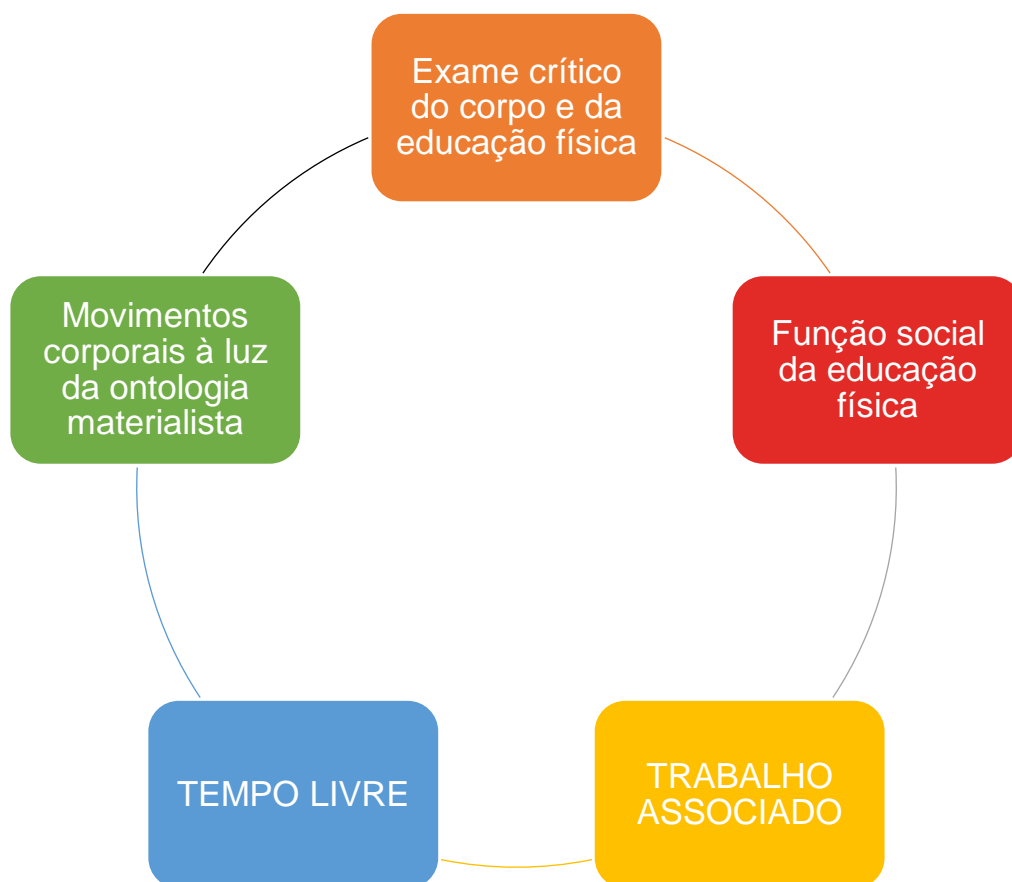 Exame crítico
do corpo e da
educação física
Movimentos
corporais à luz
da ontologia
materialista
Função social
da educação
física
TEMPO LIVRE
TRABALHO
ASSOCIADO